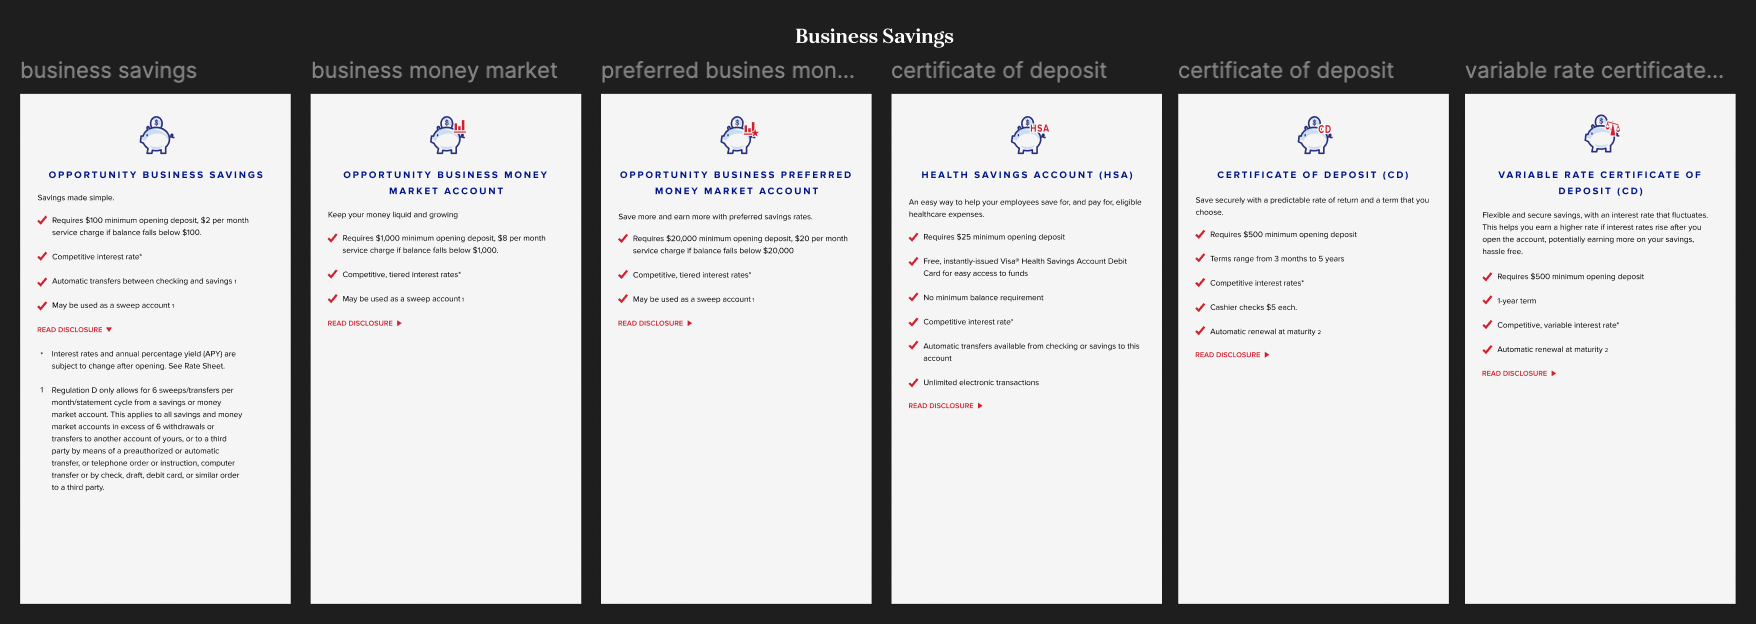 Business Savings
business savings
OPPORTUNITY BUSINESS SAVINGS
Savings made simple.
Requires $100 minimum opening deposit, $2 per month
service charge if balance falls below $100.
Competitive interest rate*
Automatic transfers between checking and savings 1
May be used as a sweep account 1
READ DISCLOSURE
* Interest rates and annual percentage yield (APY) are
subject to change after opening. See Rate Sheet.
1 Regulation D only allows for 6 sweeps/transfers per
month/statement cycle from a savings or money
market account. This applies to all savings and money
market accounts in excess of 6 withdrawals or
transfers to another account of yours, or to a third
party by means of a preauthorized or automatic
transfer, or telephone order or instruction, computer
transfer or by check, draft, debit card, or similar order
to a third party.
business money market
OPPORTUNITY BUSINESS MONEY
MARKET ACCOUNT
Keep your money liquid and growing
Requires $1,000 minimum opening deposit, $8 per month
service charge if balance falls below $1,000.
Competitive, tiered interest rates*
May be used as a sweep account 1
READ DISCLOSURE
preferred busines mon...
OPPORTUNITY BUSINESS PREFERRED
MONEY MARKET ACCOUNT
Save more and earn more with preferred savings rates.
Requires $20,000 minimum opening deposit, $20 per month
service charge if balance falls below $20,000
Competitive, tiered interest rates*
May be used as a sweep account 1
READ DISCLOSURE
certificate of deposit
HSA
HEALTH SAVINGS ACCOUNT (HSA)
An easy way to help your employees save for, and pay for, eligible
healthcare expenses.
Requires $25 minimum opening deposit
Free, instantly-issued Visa® Health Savings Account Debit
Card for easy access to funds
No minimum balance requirement
Competitive interest rate*
Automatic transfers available from checking or savings to this
account
Unlimited electronic transactions
READ DISCLOSURE
certificate of deposit
CD
CERTIFICATE OF DEPOSIT (CD)
Save securely with a predictable rate of return and a term that you
choose.
Requires $500 minimum opening deposit
Terms range from 3 months to 5 years
Competitive interest rates*
Cashier checks $5 each.
Automatic renewal at maturity 2
READ DISCLOSURE
variable rate certificate...
VARIABLE RATE CERTIFICATE OF
DEPOSIT (CD)
Flexible and secure savings, with an interest rate that fluctuates.
This helps you earn a higher rate if interest rates rise after you
open the account, potentially earning more on your savings,
hassle free.
Requires $500 minimum opening deposit
1-year term
Competitive, variable interest rate*
Automatic renewal at maturity 2
READ DISCLOSURE